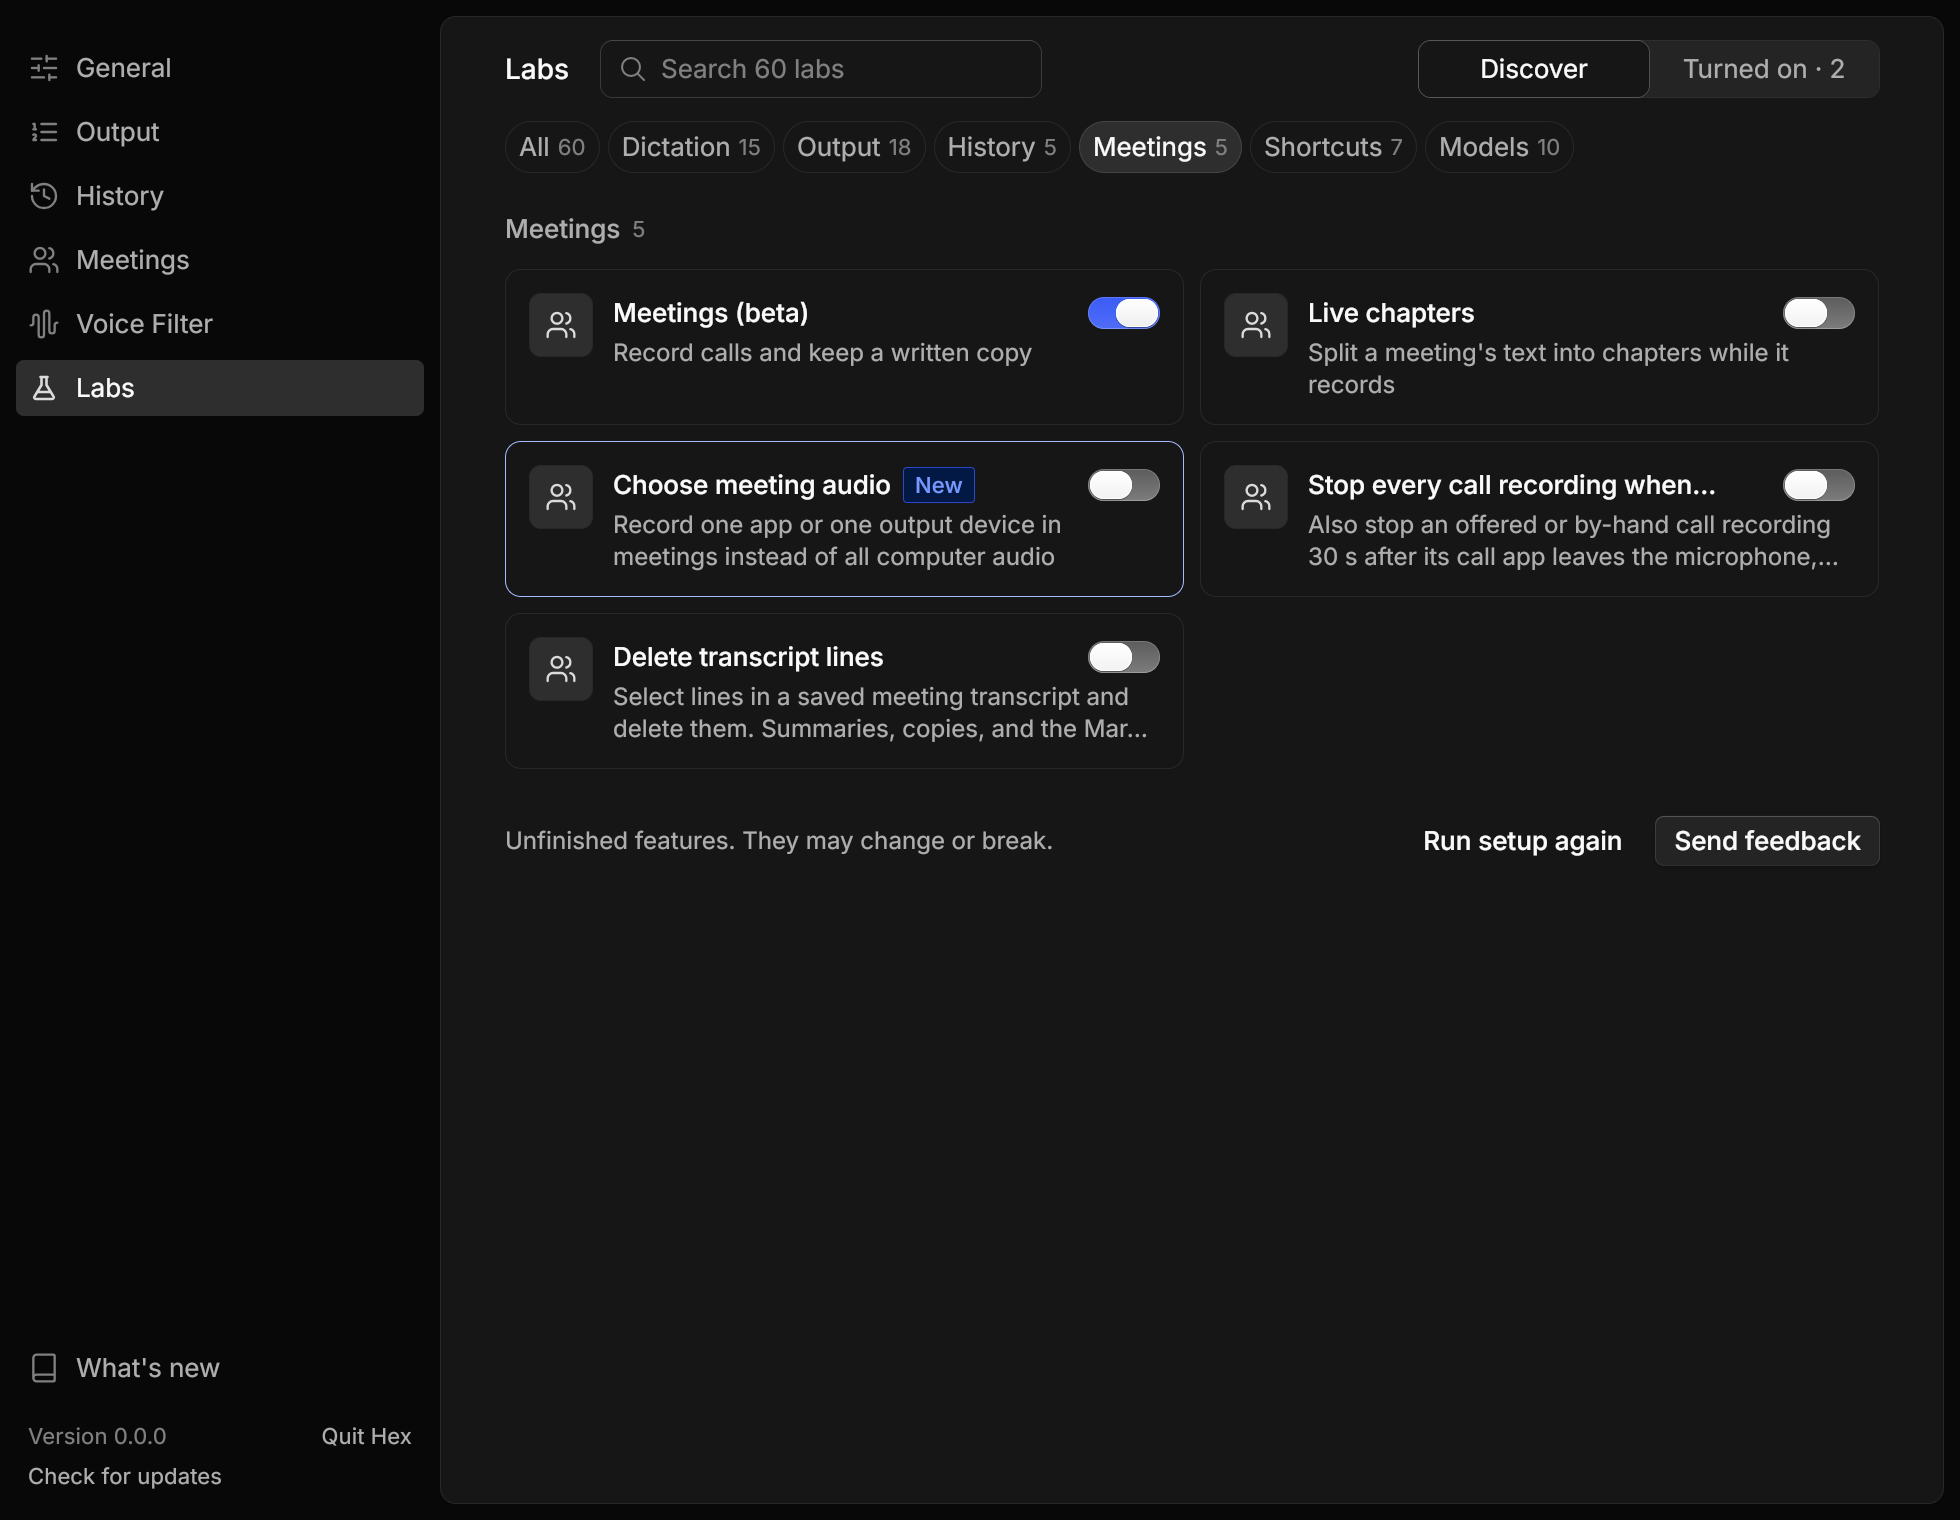 General
Output
History
Meetings
Voice Filter
Labs
What's new
Version 0.0.0
Quit Hex
Check for updates
Labs
Search 60 labs
Discover
Turned on · 2
All 60
Dictation 15
Output 18
History 5
Meetings 5
Shortcuts 7
Models 10
Meetings 5
Meetings (beta)
Record calls and keep a written copy
Live chapters
Split a meeting's text into chapters while it
records
Choose meeting audio New
Record one app or one output device in
meetings instead of all computer audio
Stop every call recording when...
Also stop an offered or by-hand call recording
30 s after its call app leaves the microphone,...
Delete transcript lines
Select lines in a saved meeting transcript and
delete them. Summaries, copies, and the Mar...
Unfinished features. They may change or break.
Run setup again
Send feedback